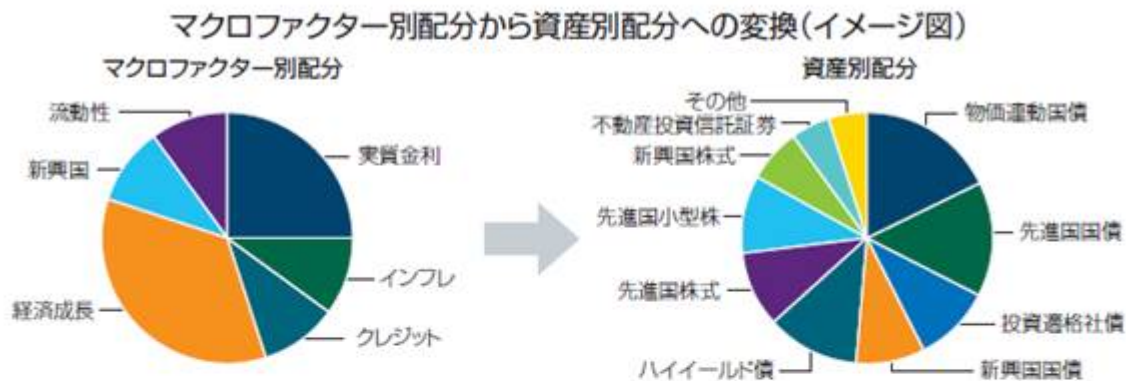 マクロファクター別配分から資産別配分への変換(イメージ図)
マクロファクター別配分
流動性
新興国
経済成長
実質金利
インフレ
クレジット
資産別配分
その他
不動産投資信託証券
新興国株式
先進国小型株
先進国株式
ハイイールド債
物価連動国債
先進国国債
投資適格社債
新興国国債